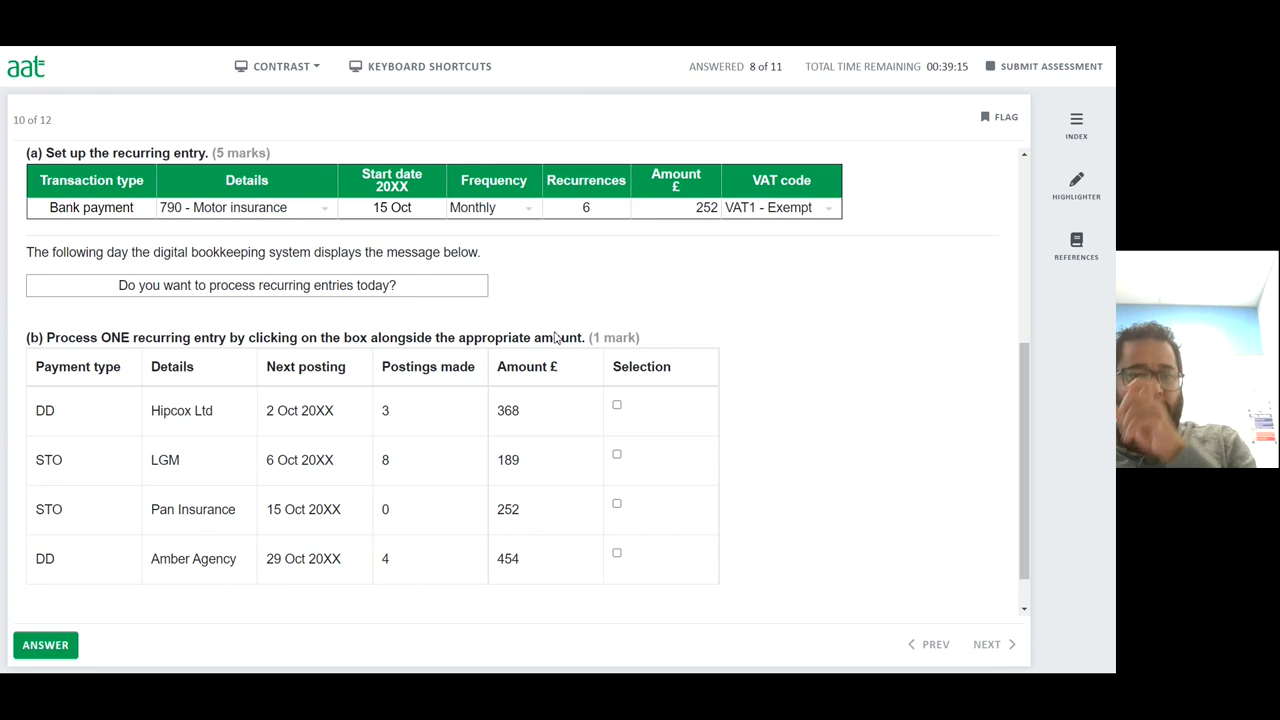 aat
CONTRAST
KEYBOARD SHORTCUTS
ANSWERED 8 of 11
TOTAL TIME REMAINING 00:39:15
SUBMIT ASSESSMENT
10 of 12
FLAG
INDEX
HIGHLIGHTER
REFERENCES
(a) Set up the recurring entry. (5 marks)
Transaction type Details Start date 20XX Frequency Recurrences Amount £ VAT code
Bank payment 790 - Motor insurance 15 Oct Monthly 6 252 VAT1 - Exempt
The following day the digital bookkeeping system displays the message below.
Do you want to process recurring entries today?
(b) Process ONE recurring entry by clicking on the box alongside the appropriate amount. (1 mark)
Payment type Details Next posting Postings made Amount £ Selection
DD Hipcox Ltd 2 Oct 20XX 3 368
STO LGM 6 Oct 20XX 8 189
STO Pan Insurance 15 Oct 20XX 0 252
DD Amber Agency 29 Oct 20XX 4 454
ANSWER
PREV
NEXT